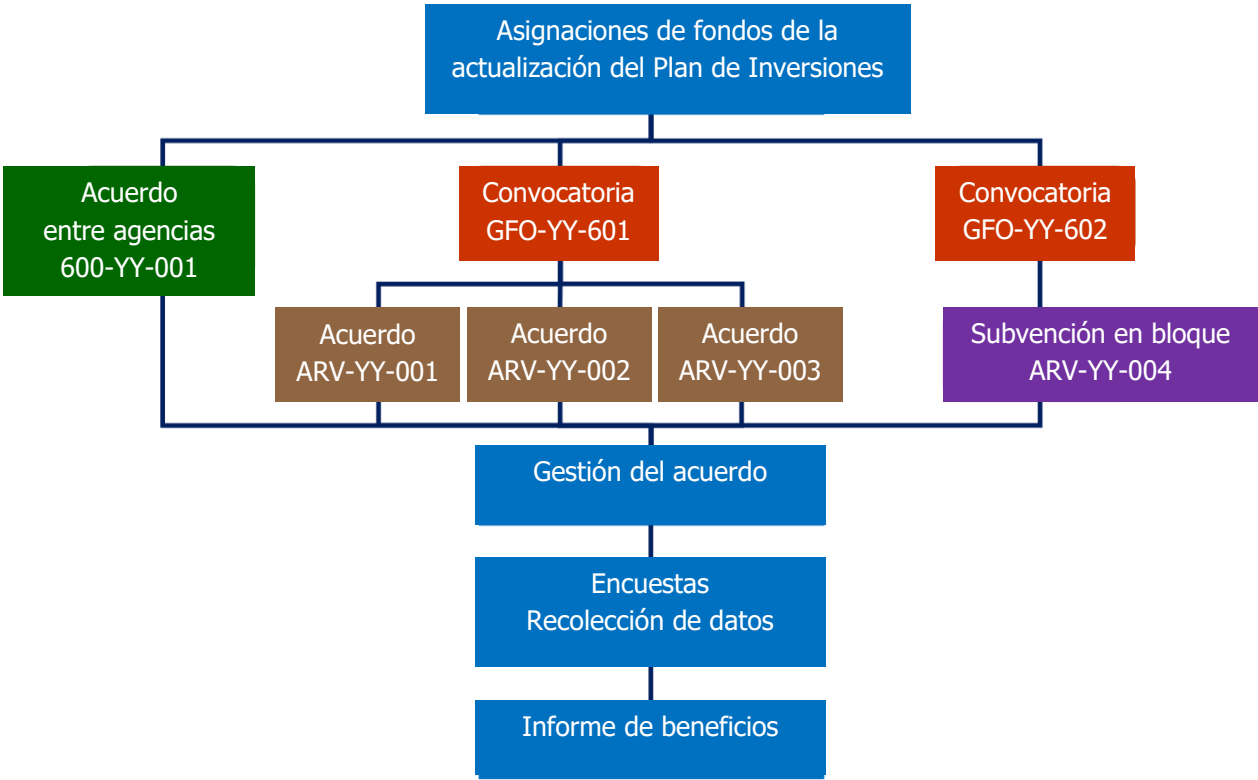 Asignaciones de fondos de la
actualización del Plan de Inversiones
Acuerdo
entre agencias
600-YY-001
Convocatoria
GFO-YY-601
Convocatoria
GFO-YY-602
Acuerdo
ARV-YY-001
Acuerdo
ARV-YY-002
Acuerdo
ARV-YY-003
Subvención en bloque
ARV-YY-004
Gestión del acuerdo
Encuestas
Recolección de datos
Informe de beneficios